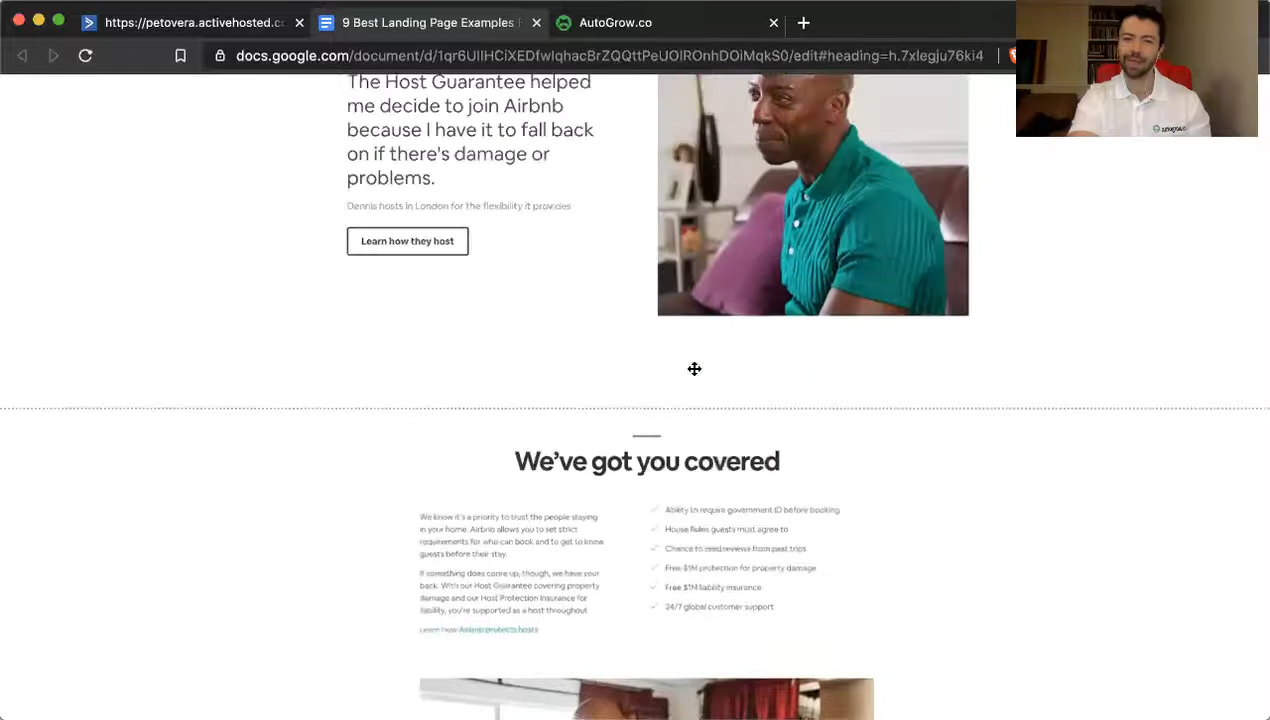 https://petovera.activehosted.c
9 Best Landing Page Examples
AutoGrow.co
docs.google.com/document/d/1qr6UlIHCiXEDfwIqhacBrZQQttPeUOlROnhDOiMqkS0/edit#heading=h.7xlegju76ki4
The Host Guarantee helped
me decide to join Airbnb
because I have it to fall back
on if there's damage or
problems.
Dennis hosts in London for the flexibility it provides
Learn how they host
We've got you covered
We know it's a priority to trust the people staying
in your home. Airbnb allows you to set strict
requirements for who can book and to get to know
guests before their stay.
If something does come up, though, we have your
back. With our Host Guarantee covering property
damage and our Host Protection Insurance for
liability, you're supported as a host throughout
Learn how Airbnb protects hosts
Ability to require government ID before booking
House Rules guests must agree to
Chance to read reviews from past trips
Free $1M protection for property damage
Free $1M liability insurance
24/7 global customer support